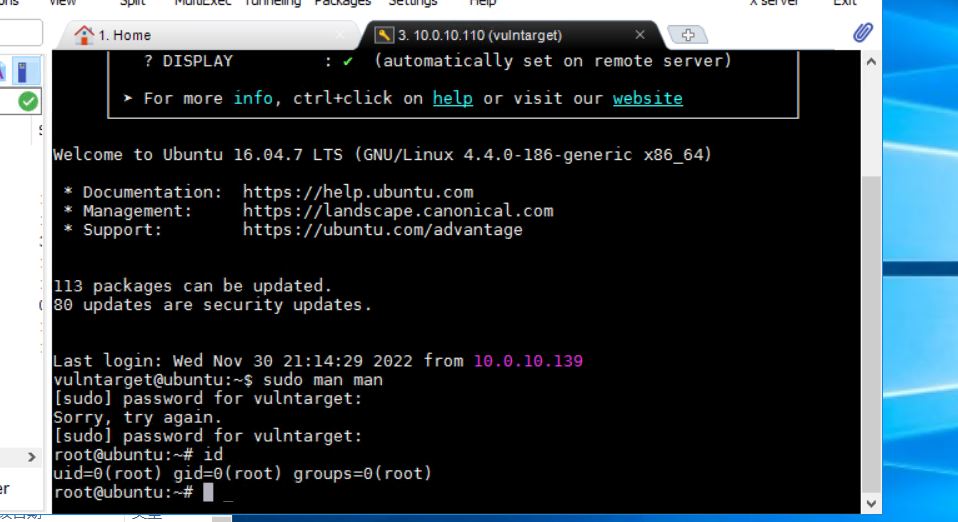 View Split MultiExec Tunneling Packages Settings Help X server Exit
1. Home
3. 10.0.10.110 (vulntarget)
? DISPLAY : ✔ (automatically set on remote server)
➤ For more info, ctrl+click on help or visit our website
Welcome to Ubuntu 16.04.7 LTS (GNU/Linux 4.4.0-186-generic x86_64)
* Documentation: https://help.ubuntu.com
* Management: https://landscape.canonical.com
* Support: https://ubuntu.com/advantage
113 packages can be updated.
80 updates are security updates.
Last login: Wed Nov 30 21:14:29 2022 from 10.0.10.139
vulntarget@ubuntu:~$ sudo man man
[sudo] password for vulntarget:
Sorry, try again.
[sudo] password for vulntarget:
root@ubuntu:~# id
uid=0(root) gid=0(root) groups=0(root)
root@ubuntu:~#